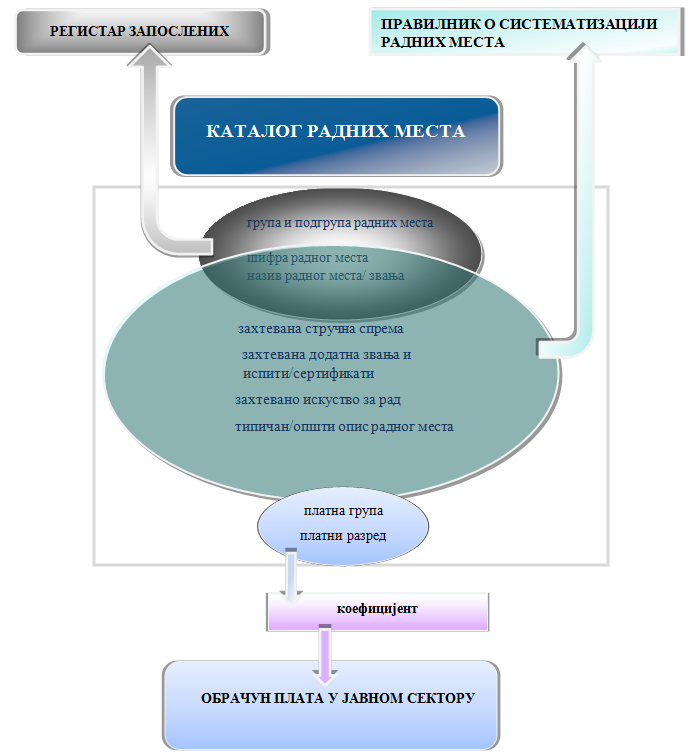 РЕГИСТАР ЗАПОСЛЕНИХ
ПРАВИЛНИК О СИСТЕМАТИЗАЦИЈИ
РАДНИХ МЕСТА
КАТАЛОГ РАДНИХ МЕСТА
група и подгрупа радних места
шифра радног места
назив радног места/ звања
захтевана стручна спрема
захтевана додатна звања и
испити/сертификати
захтевано искуство за рад
типичан/општи опис радног места
платна група
платни разред
коефицијент
ОБРАЧУН ПЛАТА У ЈАВНОМ СЕКТОРУ